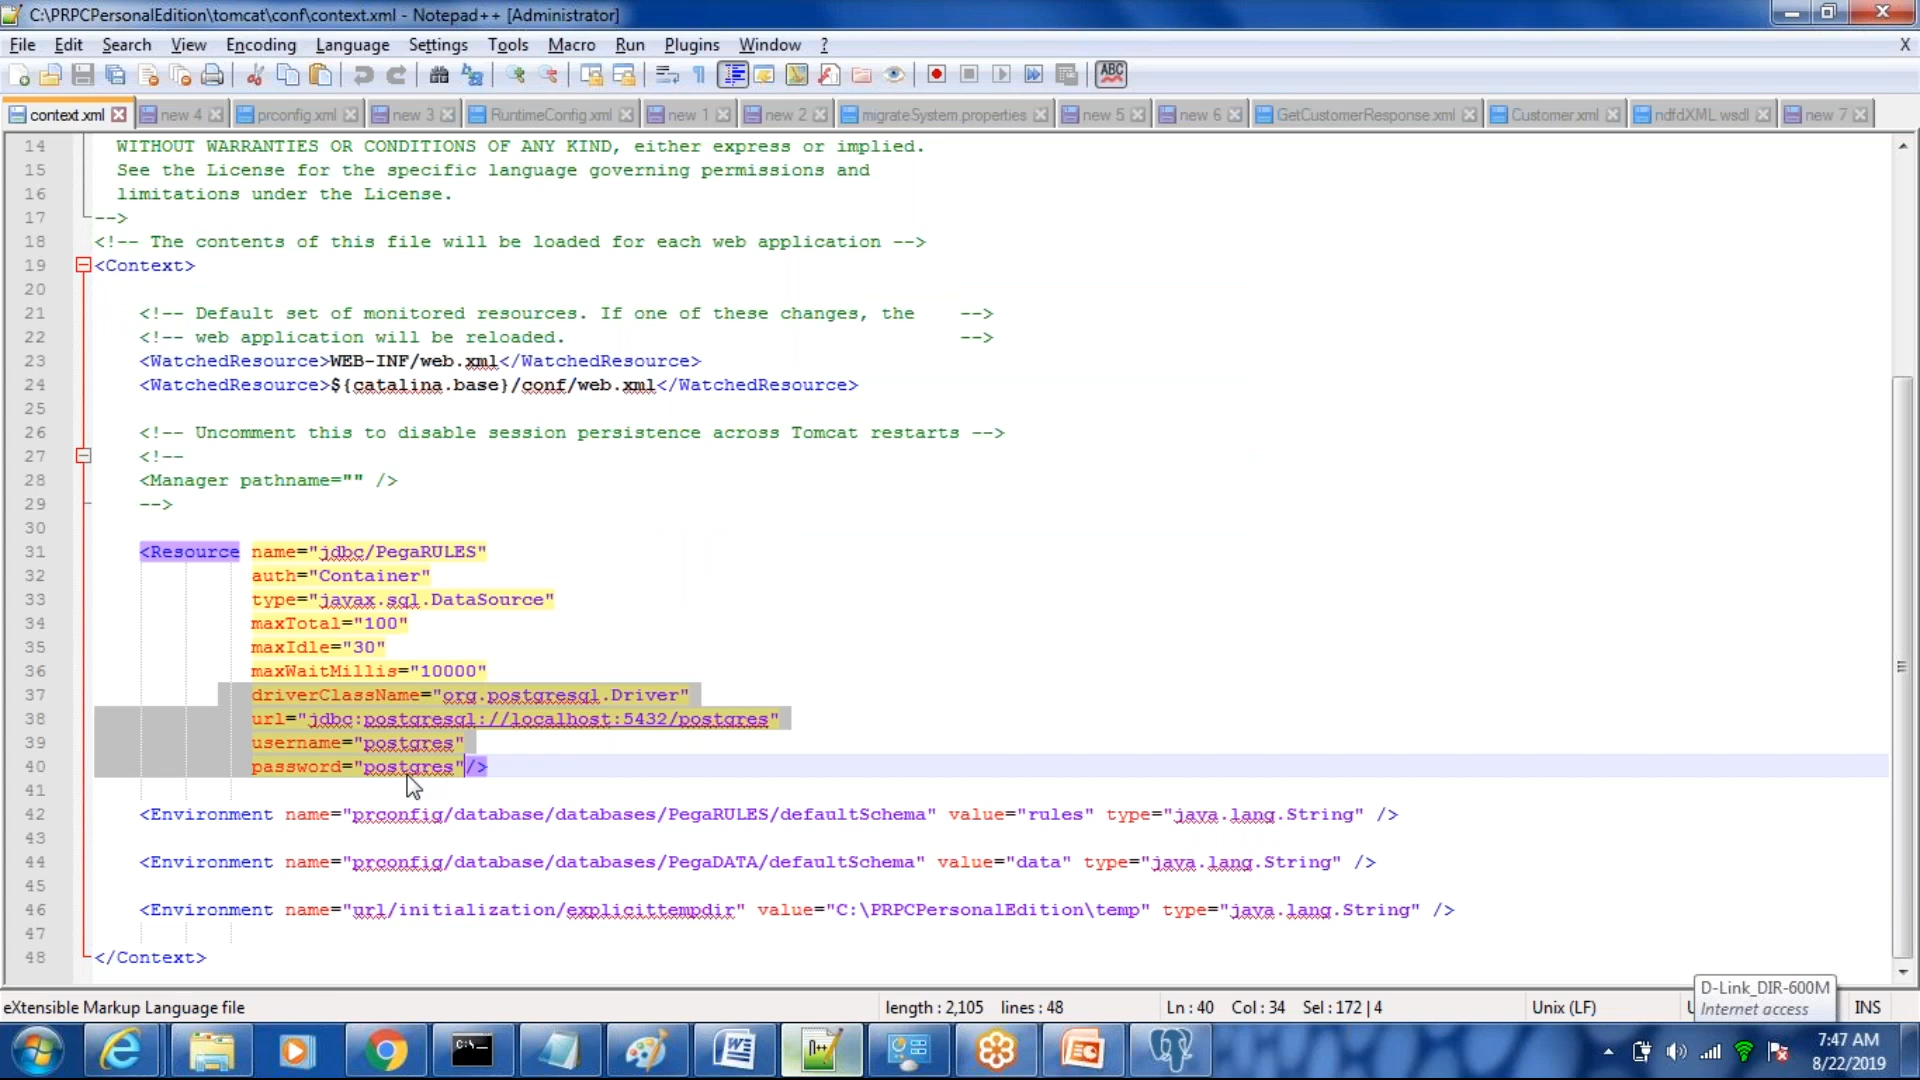 C:\PRPCPersonalEdition\tomcat\conf\context.xml - Notepad++ [Administrator]
File Edit Search View Encoding Language Settings Tools Macro Run Plugins Window ? X
ABC
context.xml new 4 prconfig.xml new 3 RuntimeConfig.xml new 1 new 2 migrateSystem.properties new 5 new 6 GetCustomerResponse.xml Customer.xml ndfdXML.wsdl new 7
14 WITHOUT WARRANTIES OR CONDITIONS OF ANY KIND, either express or implied.
15 See the License for the specific language governing permissions and
16 limitations under the License.
17 -->
18 <!-- The contents of this file will be loaded for each web application -->
19 <Context>
20
21 <!-- Default set of monitored resources. If one of these changes, the -->
22 <!-- web application will be reloaded. -->
23 <WatchedResource>WEB-INF/web.xml</WatchedResource>
24 <WatchedResource>${catalina.base}/conf/web.xml</WatchedResource>
25
26 <!-- Uncomment this to disable session persistence across Tomcat restarts -->
27 <!--
28 <Manager pathname="" />
29 -->
30
31 <Resource name="jdbc/PegaRULES"
32 auth="Container"
33 type="javax.sql.DataSource"
34 maxTotal="100"
35 maxIdle="30"
36 maxWaitMillis="10000"
37 driverClassName="org.postgresql.Driver"
38 url="jdbc:postgresql://localhost:5432/postgres"
39 username="postgres"
40 password="postgres"/>
41
42 <Environment name="prconfig/database/databases/PegaRULES/defaultSchema" value="rules" type="java.lang.String" />
43
44 <Environment name="prconfig/database/databases/PegaDATA/defaultSchema" value="data" type="java.lang.String" />
45
46 <Environment name="url/initialization/explicittempdir" value="C:\PRPCPersonalEdition\temp" type="java.lang.String" />
47
48 </Context>
D-Link_DIR-600M
Internet access
eXtensible Markup Language file length : 2,105 lines : 48 Ln : 40 Col : 34 Sel : 172 | 4 Unix (LF) INS
7:47 AM
8/22/2019